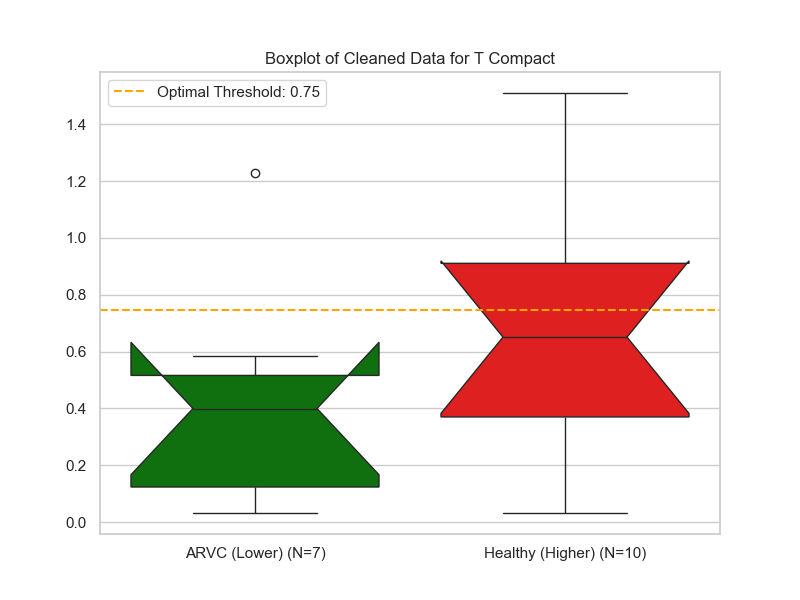 Boxplot of Cleaned Data for T Compact
Optimal Threshold: 0.75
1.4
1.2
1.0
0.8
0.6
0.4
0.2
0.0
ARVC (Lower) (N=7)
Healthy (Higher) (N=10)